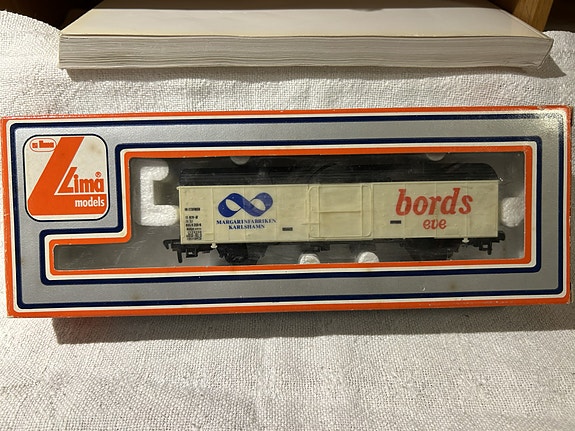 Lima®
models
MARGARINFABRIKEN
KARLSHAMN
bords
eve